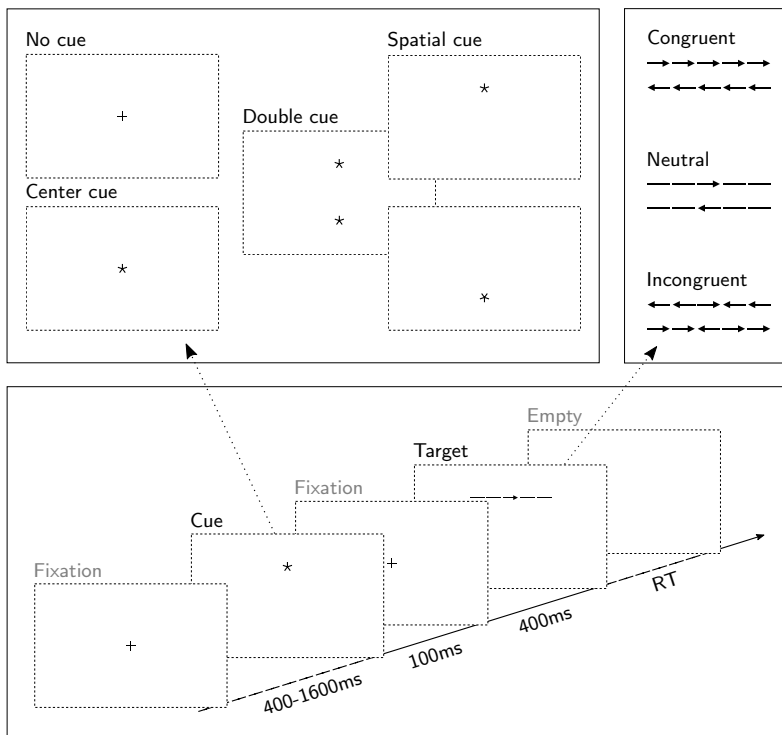 No cue
Center cue
Double cue
Spatial cue
Congruent
Neutral
Incongruent
Fixation
Cue
Fixation
Target
Empty
400-1600ms
100ms
400ms
RT